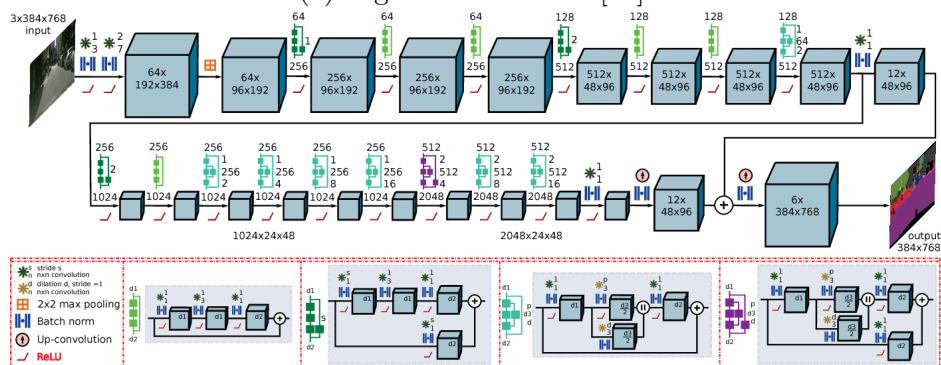 3x384x768
input
1
3
2
7
64x
192x384
64x
96x192
64
1
256
256x
96x192
64
256
256x
96x192
64
256
256x
96x192
128
2
512
512x
48x96
128
512
512x
48x96
128
512
512x
48x96
128
1
64
2
512
512x
48x96
1
1
12x
48x96
256
2
1024
256
1024
256
1
256
2
1024
256
1
256
4
1024
256
1
256
8
1024
256
1
256
16
1024
512
2
512
4
2048
512
2
512
8
2048
512
2
512
16
2048
1
1
12x
48x96
6x
384x768
output
384x768
1024x24x48
2048x24x48
s
n
stride s
nxn convolution
d
n
dilation d, stride =1
nxn convolution
2x2 max pooling
Batch norm
Up-convolution
ReLU
d1
d2
1
1
d1
1
3
d1
1
1
d2
d1
s
d2
s
1
d1
1
3
d1
1
1
d2
s
1
d2
d1
p
d3
d
d2
1
1
d1
p
3
d3
2
d
3
d3
2
1
1
d2
d1
p
d3
d
d2
1
1
d1
p
3
d3
2
d
3
d3
2
1
1
d2
1
1
d2